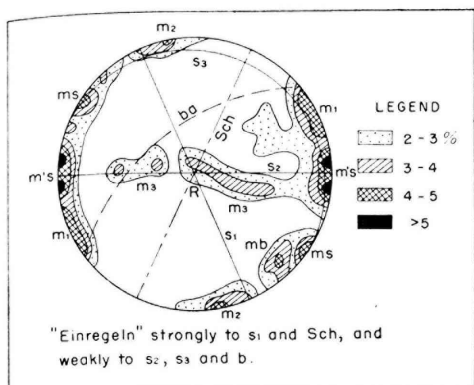 m2
s3
Sch
ms
ba
m1
LEGEND
2 - 3 %
3 - 4
4 - 5
>5
m's
m3
s2
m's
R
m3
m1
s1
mb
ms
m2
"Einregeln" strongly to s1 and Sch, and
weakly to s2, s3 and b.